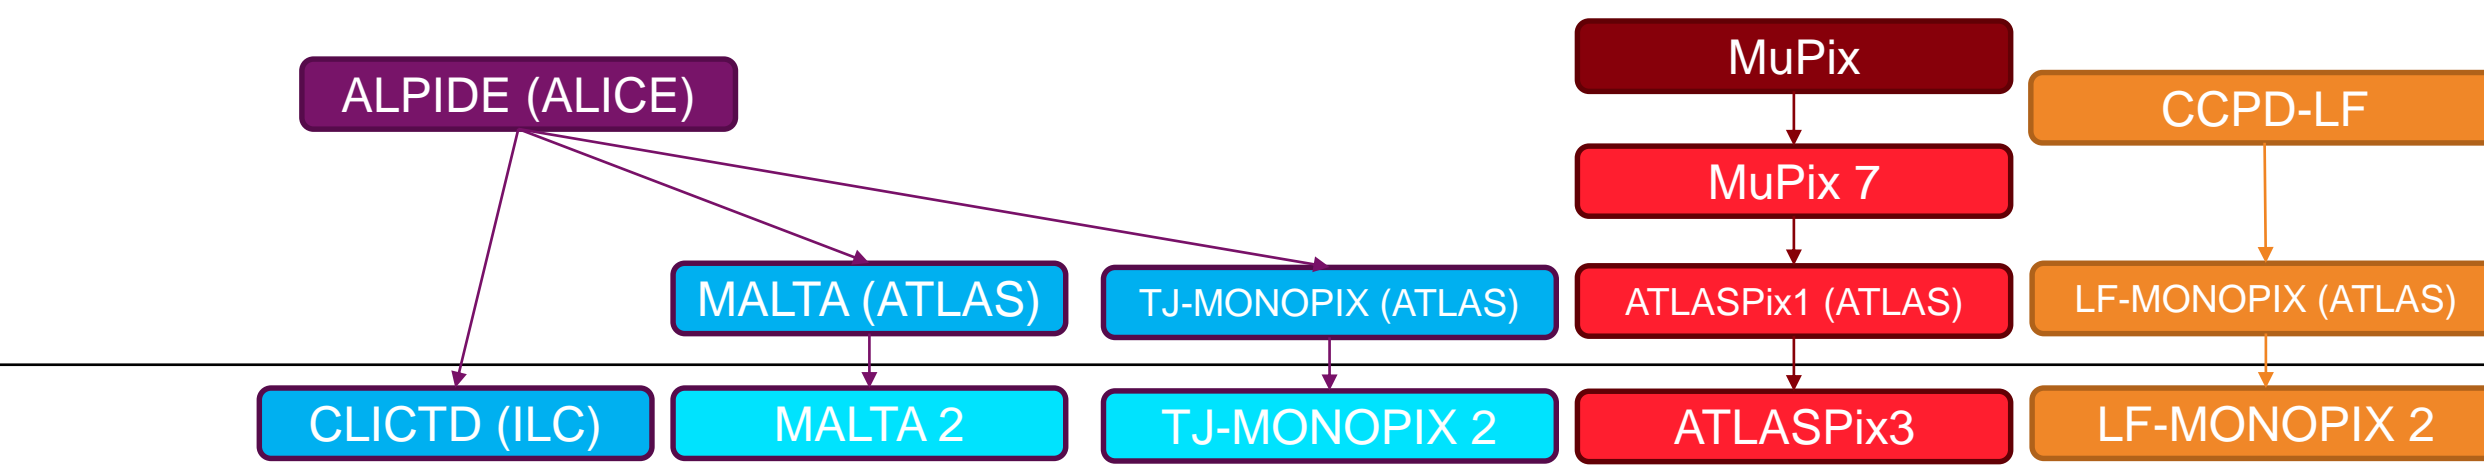 MuPix
ALPIDE (ALICE)
CCPD-LF
MuPix 7
MALTA (ATLAS)
TJ-MONOPIX (ATLAS)
ATLASPix1 (ATLAS)
LF-MONOPIX (ATLAS)
CLICTD (ILC)
MALTA 2
TJ-MONOPIX 2
ATLASPix3
LF-MONOPIX 2